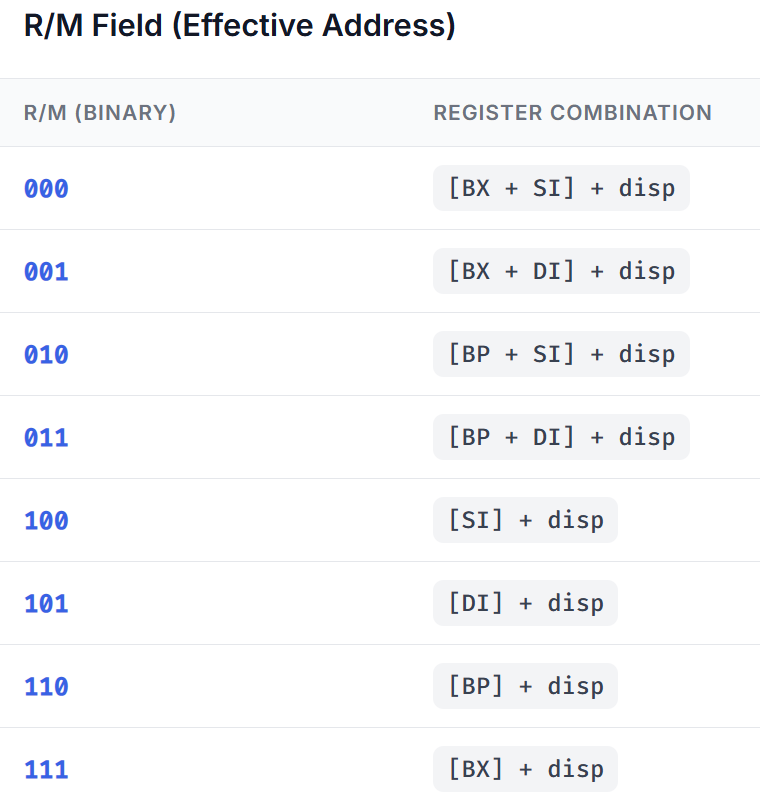 R/M Field (Effective Address)
R/M (BINARY) REGISTER COMBINATION
000 [BX + SI] + disp
001 [BX + DI] + disp
010 [BP + SI] + disp
011 [BP + DI] + disp
100 [SI] + disp
101 [DI] + disp
110 [BP] + disp
111 [BX] + disp